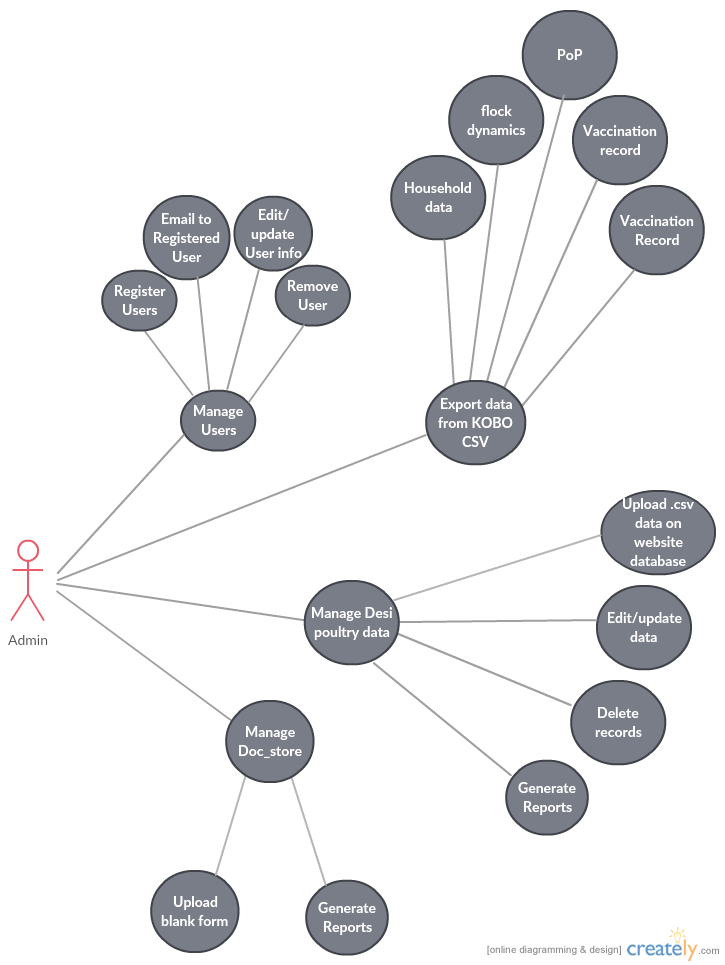 PoP
flock
dynamics
Vaccination
record
Household
data
Vaccination
Record
Email to
Registered
User
Edit/
update
User info
Register
Users
Remove
User
Manage
Users
Export data
from KOBO
CSV
Upload .csv
data on
website
database
Admin
Manage Desi
poultry data
Edit/update
data
Delete
records
Manage
Doc_store
Generate
Reports
Upload
blank form
Generate
Reports
[online diagramming & design] creately.com